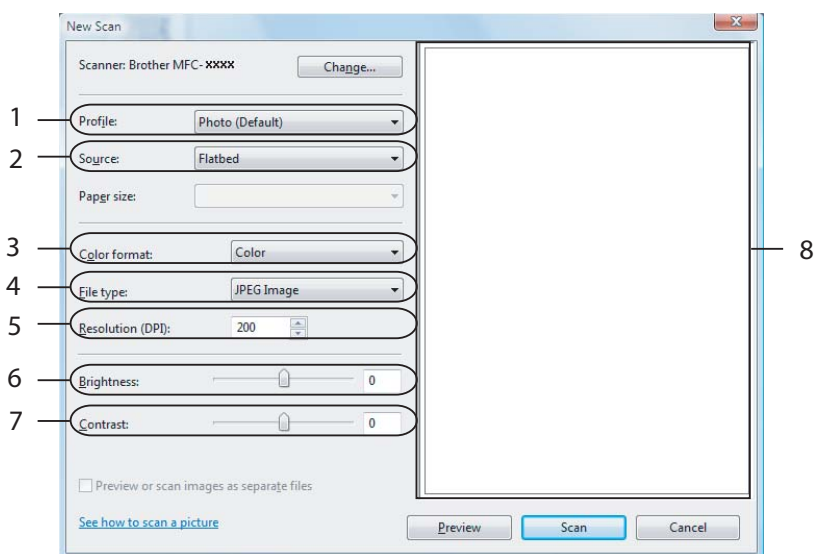 New Scan
Scanner: Brother MFC-XXXX Change...
1 Profile: Photo (Default)
2 Source: Flatbed
Paper size:
3 Color format: Color
8
4 File type: JPEG Image
5 Resolution (DPI): 200
6 Brightness: 0
7 Contrast: 0
Preview or scan images as separate files
See how to scan a picture Preview Scan Cancel